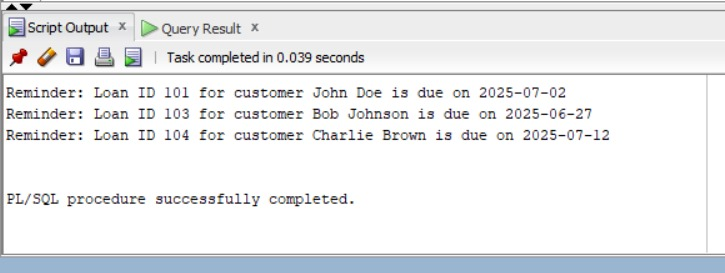 Script Output x Query Result x
Task completed in 0.039 seconds
Reminder: Loan ID 101 for customer John Doe is due on 2025-07-02
Reminder: Loan ID 103 for customer Bob Johnson is due on 2025-06-27
Reminder: Loan ID 104 for customer Charlie Brown is due on 2025-07-12
PL/SQL procedure successfully completed.